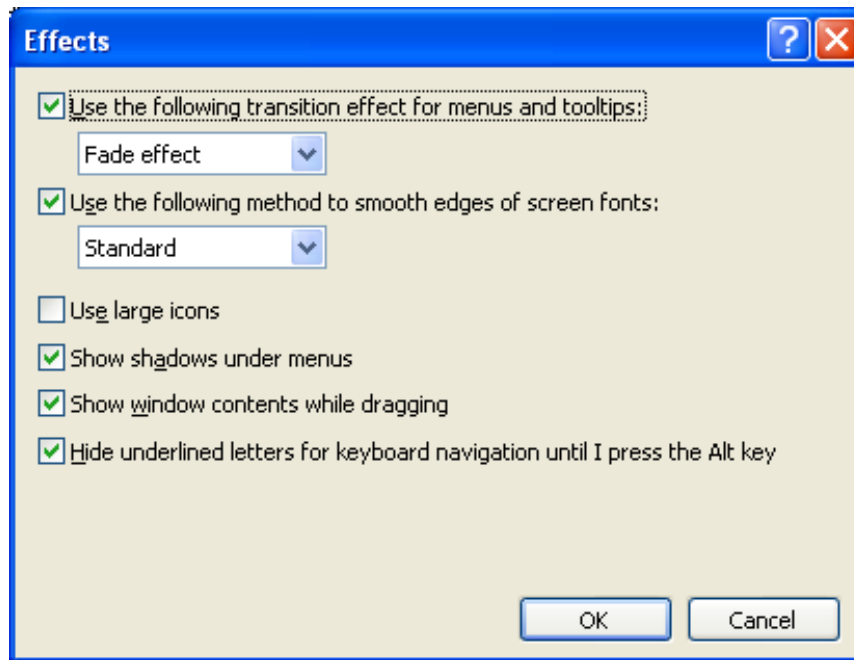 Effects
Use the following transition effect for menus and tooltips:
Fade effect
Use the following method to smooth edges of screen fonts:
Standard
Use large icons
Show shadows under menus
Show window contents while dragging
Hide underlined letters for keyboard navigation until I press the Alt key
OK Cancel